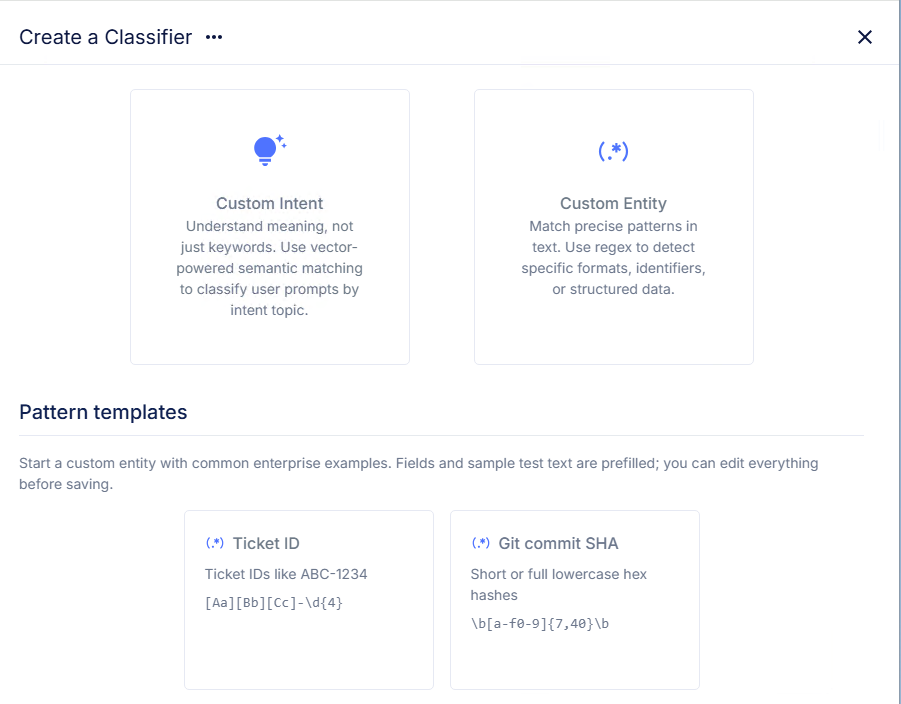 Create a Classifier •••
Custom Intent
Understand meaning, not
just keywords. Use vector-
powered semantic matching
to classify user prompts by
intent topic.
(.*)
Custom Entity
Match precise patterns in
text. Use regex to detect
specific formats, identifiers,
or structured data.
Pattern templates
Start a custom entity with common enterprise examples. Fields and sample test text are prefilled; you can edit everything
before saving.
(.*) Ticket ID
Ticket IDs like ABC-1234
[Aa][Bb][Cc]-\d{4}
(.*) Git commit SHA
Short or full lowercase hex
hashes
\b[a-f0-9]{7,40}\b